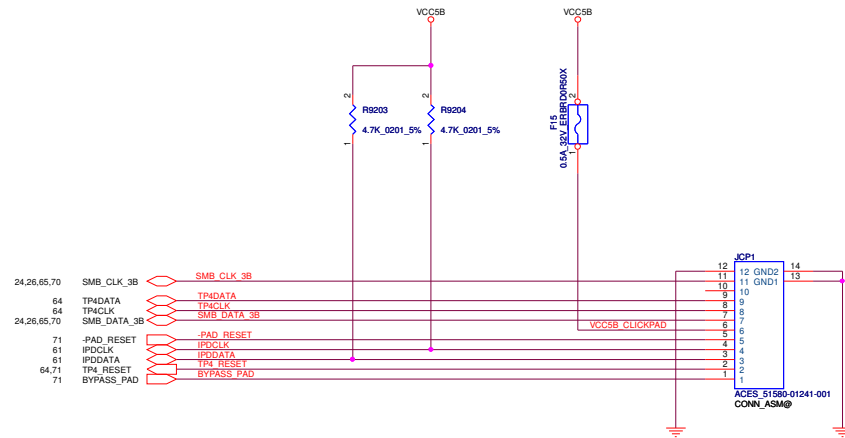 VCC5B
VCC5B
2
R9203
4.7K_0201_5%
1
2
R9204
4.7K_0201_5%
1
2
F15
0.5A_32V_ERBRD0R50X
1
JCP1
24,26,65,70 SMB_CLK_3B SMB_CLK_3B
64 TP4DATA TP4DATA
64 TP4CLK TP4CLK
24,26,65,70 SMB_DATA_3B SMB_DATA_3B
VCC5B_CLICKPAD
71 -PAD_RESET -PAD_RESET
61 IPDCLK IPDCLK
61 IPDDATA IPDDATA
64,71 TP4_RESET TP4_RESET
71 BYPASS_PAD BYPASS_PAD
12 12 GND2 14
11 11 GND1 13
10 10
9 9
8 8
7 7
6 6
5 5
4 4
3 3
2 2
1 1
ACES_51580-01241-001
CONN_ASM@